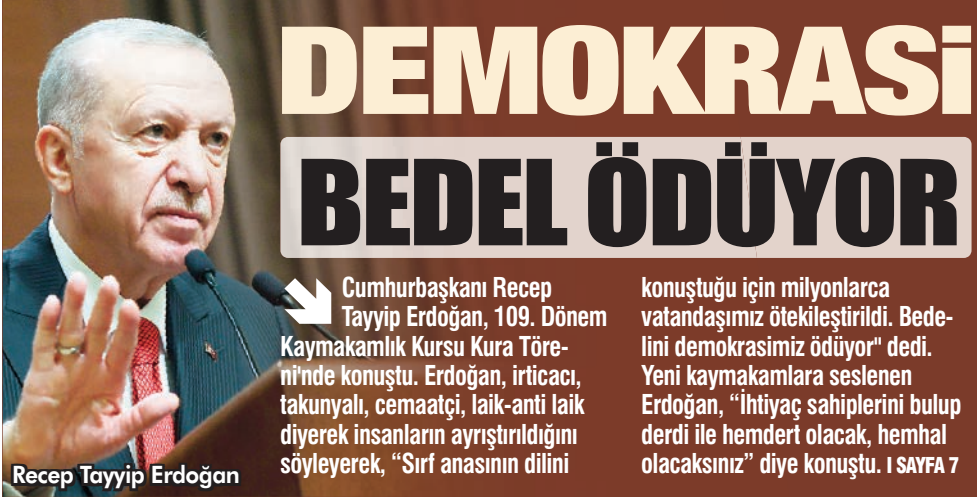 DEMOKRASİ
BEDEL ÖDÜYOR
Cumhurbaşkanı Recep
Tayyip Erdoğan, 109. Dönem
Kaymakamlık Kursu Kura Töre-
ni'nde konuştu. Erdoğan, irticacı,
takunyalı, cemaatçi, laik-anti laik
diyerek insanların ayrıştırıldığını
söyleyerek, “Sırf anasının dilini
konuştuğu için milyonlarca
vatandaşımız ötekileştirildi. Bede-
lini demokrasimiz ödüyor" dedi.
Yeni kaymakamlara seslenen
Erdoğan, “İhtiyaç sahiplerini bulup
derdi ile hemdert olacak, hemhal
olacaksınız” diye konuştu. I SAYFA 7
Recep Tayyip Erdoğan